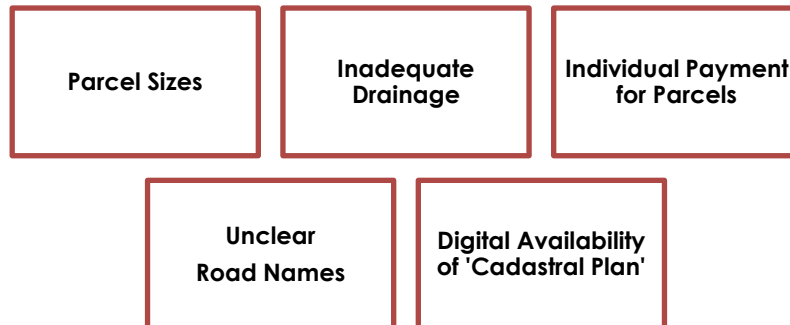 Parcel Sizes
Inadequate
Drainage
Individual Payment
for Parcels
Unclear
Road Names
Digital Availability
of 'Cadastral Plan'